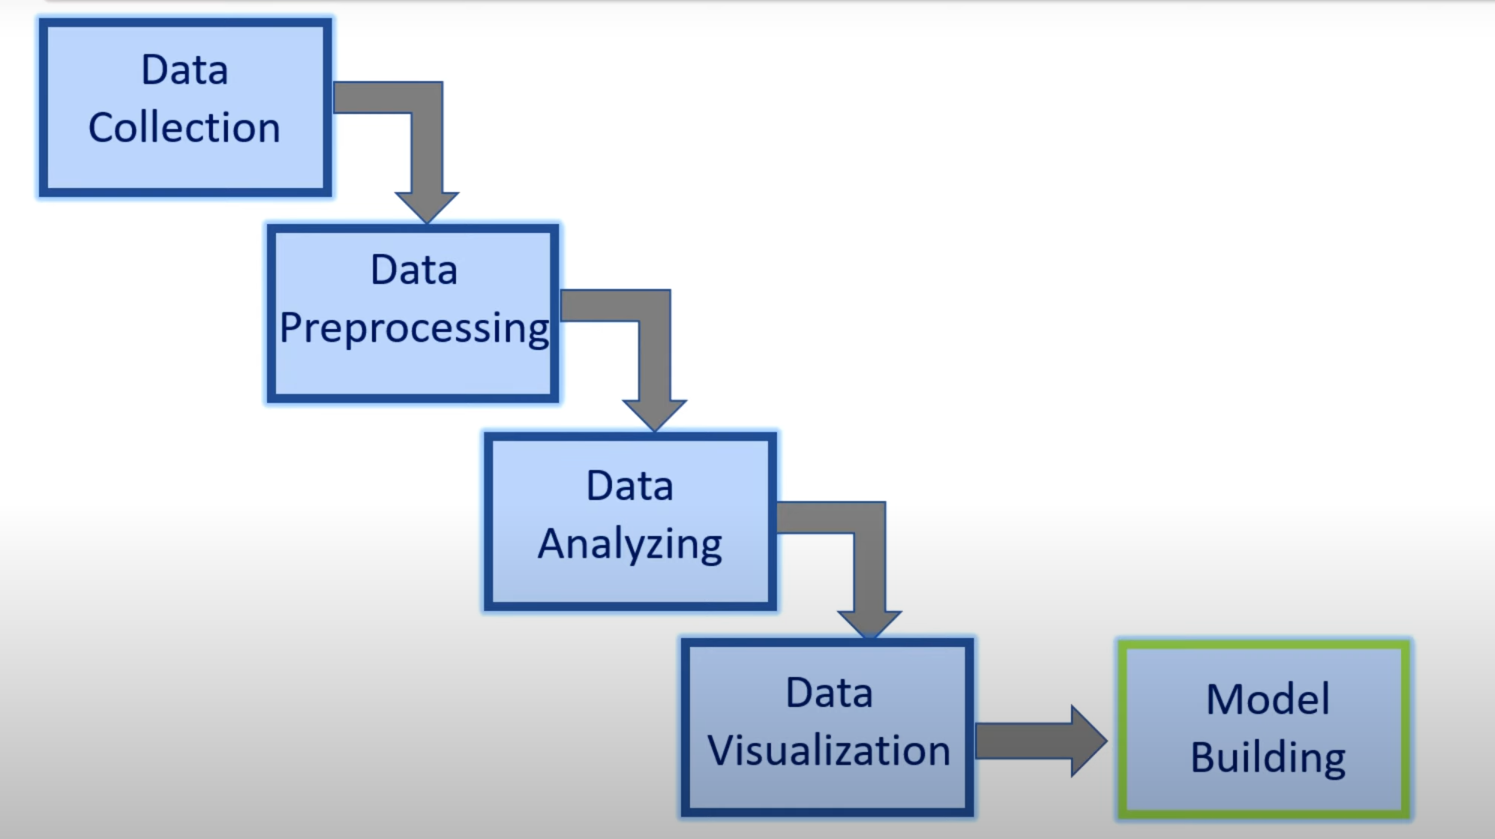 Data
Collection
Data
Preprocessing
Data
Analyzing
Data
Visualization
Model
Building